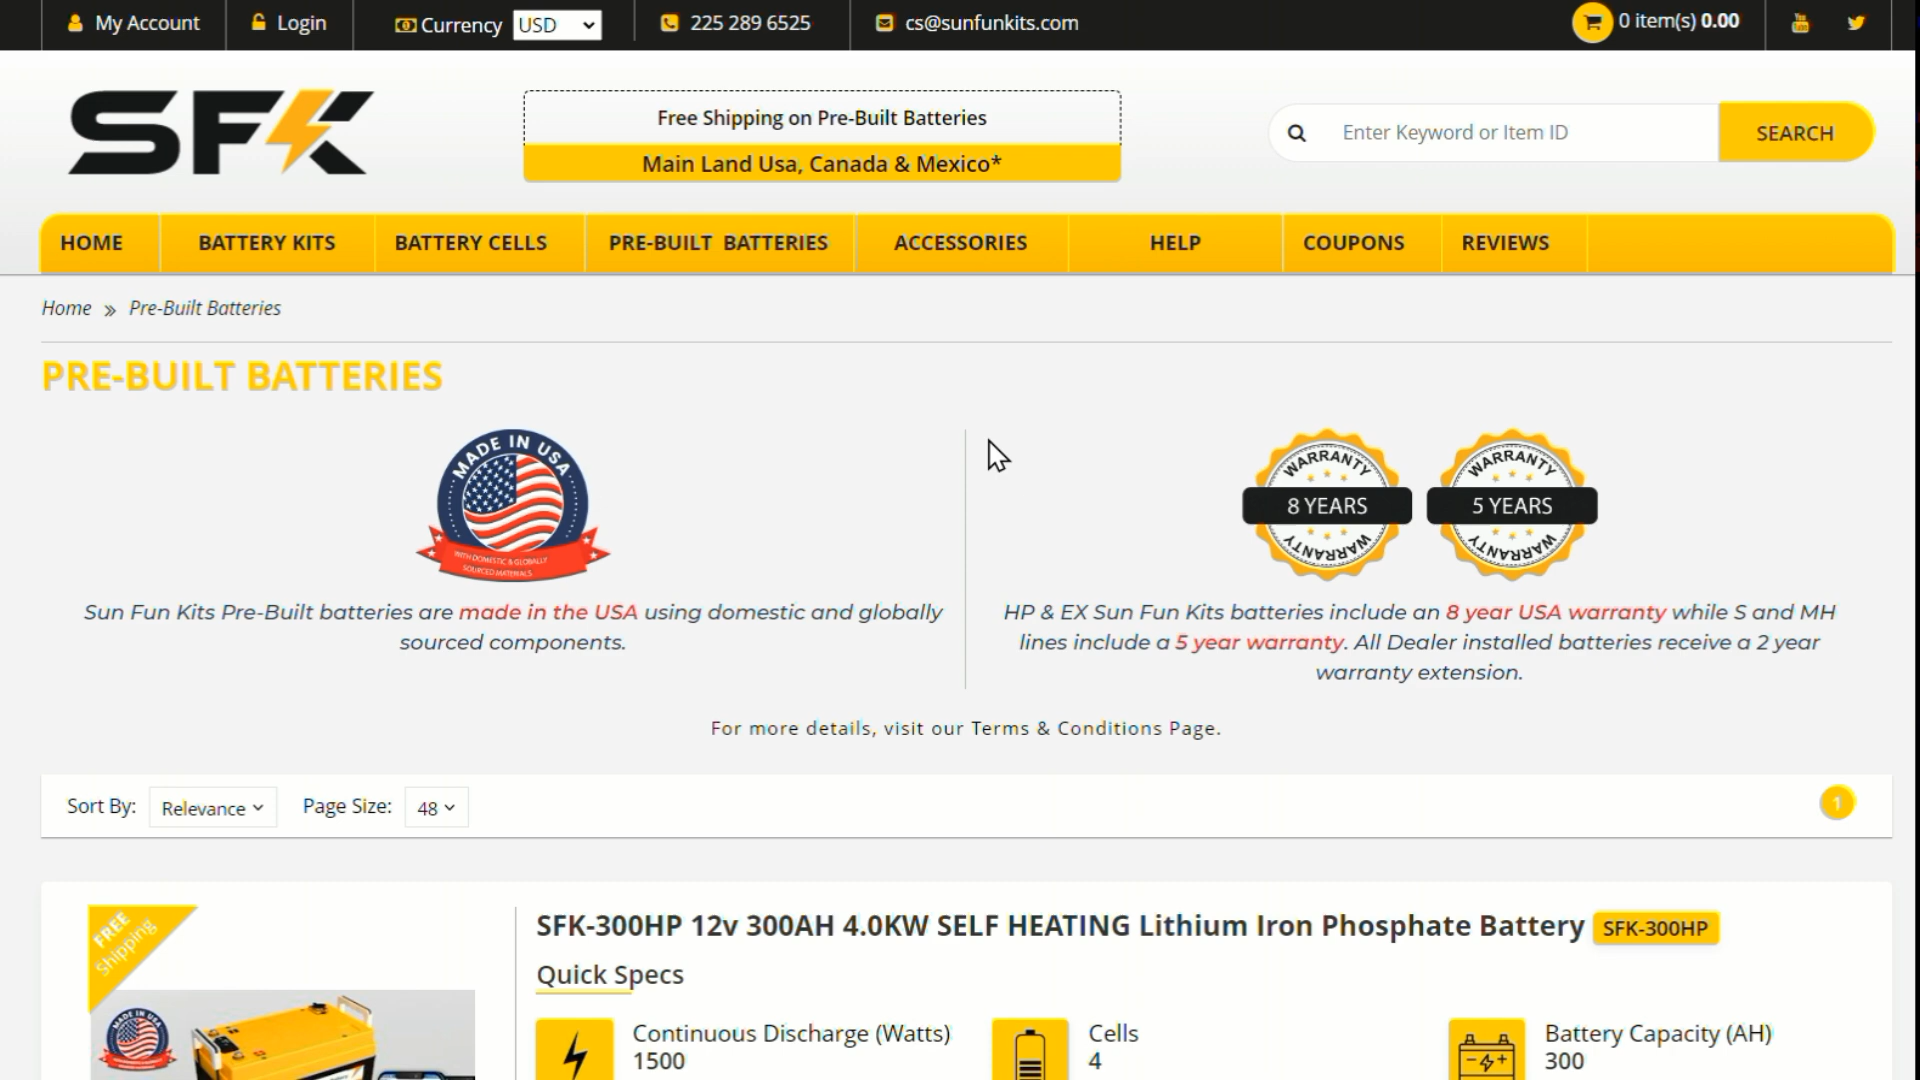 My Account
Login
Currency
USD
225 289 6525
cs@sunfunkits.com
0 item(s) 0.00
You Tube
SFK
Free Shipping on Pre-Built Batteries
Main Land Usa, Canada & Mexico*
Enter Keyword or Item ID
SEARCH
HOME
BATTERY KITS
BATTERY CELLS
PRE-BUILT BATTERIES
ACCESSORIES
HELP
COUPONS
REVIEWS
Home » Pre-Built Batteries
PRE-BUILT BATTERIES
MADE IN USA
WITH DOMESTIC & GLOBALLY
SOURCED MATERIALS
Sun Fun Kits Pre-Built batteries are made in the USA using domestic and globally
sourced components.
WARRANTY
8 YEARS
WARRANTY
WARRANTY
5 YEARS
WARRANTY
HP & EX Sun Fun Kits batteries include an 8 year USA warranty while S and MH
lines include a 5 year warranty. All Dealer installed batteries receive a 2 year
warranty extension.
For more details, visit our Terms & Conditions Page.
Sort By:
Relevance
Page Size:
48
1
FREE
Shipping
MADE IN USA
SFK-300HP 12v 300AH 4.0KW SELF HEATING Lithium Iron Phosphate Battery
SFK-300HP
Quick Specs
Continuous Discharge (Watts)
1500
Cells
4
Battery Capacity (AH)
300